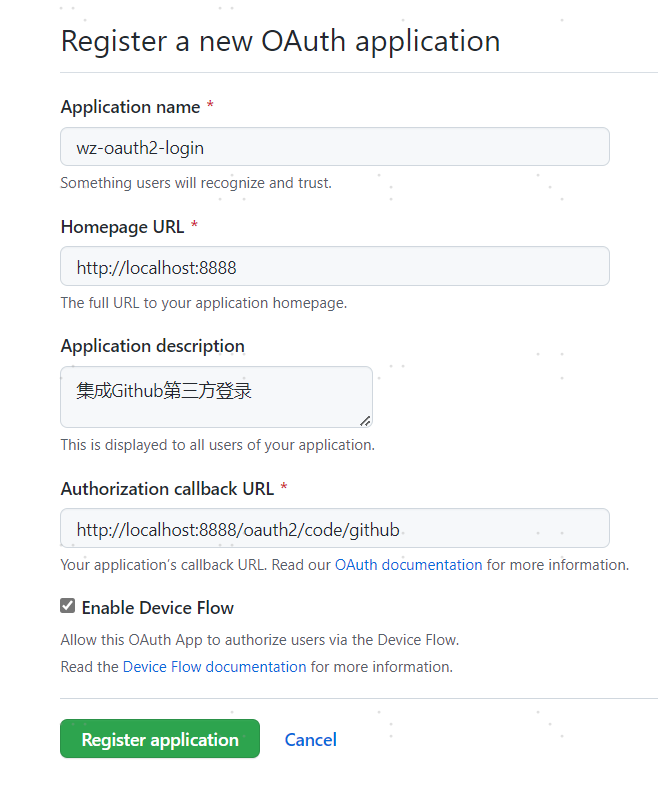 Register a new OAuth application
Application name *
wz-oauth2-login
Something users will recognize and trust.
Homepage URL *
http://localhost:8888
The full URL to your application homepage.
Application description
集成Github第三方登录
This is displayed to all users of your application.
Authorization callback URL *
http://localhost:8888/oauth2/code/github
Your application’s callback URL. Read our OAuth documentation for more information.
Enable Device Flow
Allow this OAuth App to authorize users via the Device Flow.
Read the Device Flow documentation for more information.
Register application Cancel